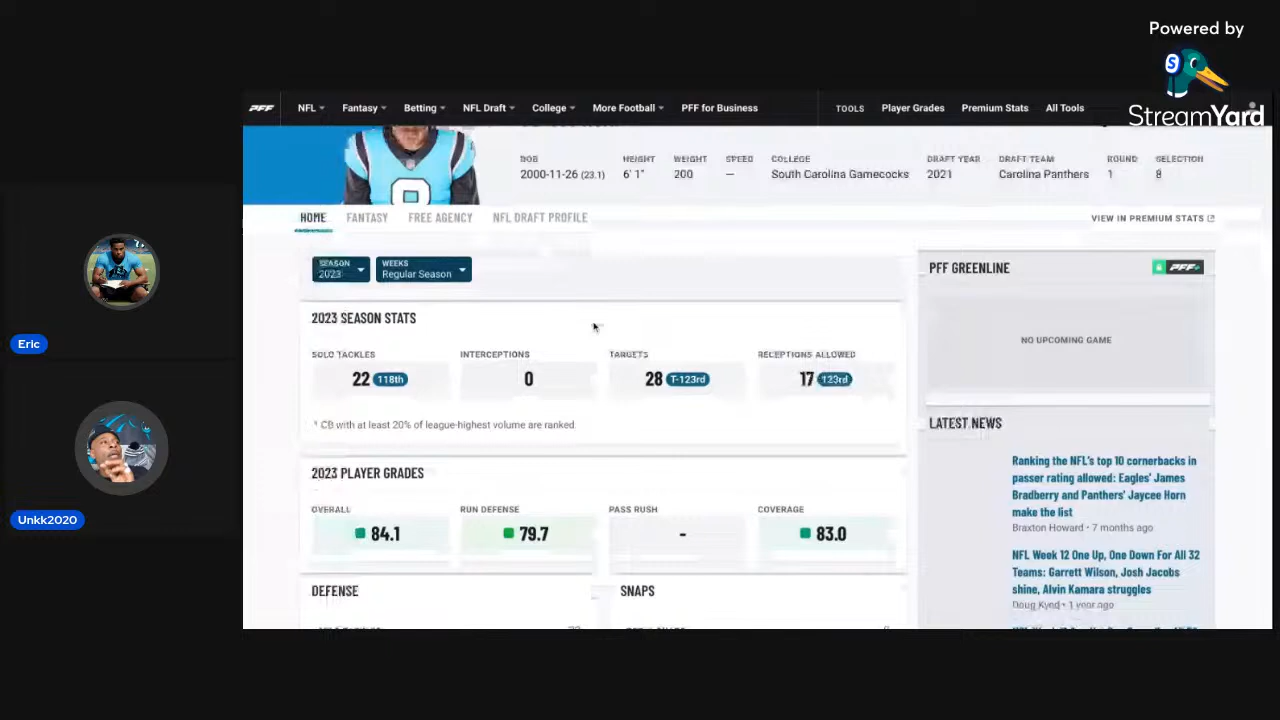 Powered by
S
StreamYard
PFF NFL Fantasy Betting NFL Draft College More Football PFF for Business TOOLS Player Grades Premium Stats All Tools
DOB HEIGHT WEIGHT SPEED COLLEGE DRAFT YEAR DRAFT TEAM ROUND SELECTION
2000-11-26 (23.1) 6' 1" 200 — South Carolina Gamecocks 2021 Carolina Panthers 1 8
HOME FANTASY FREE AGENCY NFL DRAFT PROFILE VIEW IN PREMIUM STATS
SEASON
2023
WEEKS
Regular Season
2023 SEASON STATS
SOLO TACKLES INTERCEPTIONS TARGETS RECEPTIONS ALLOWED
22 118th 0 28 T-123rd 17 123rd
* CB with at least 20% of league-highest volume are ranked.
2023 PLAYER GRADES
OVERALL RUN DEFENSE PASS RUSH COVERAGE
84.1 79.7 - 83.0
DEFENSE SNAPS
PFF GREENLINE PFF+
NO UPCOMING GAME
LATEST NEWS
Ranking the NFL's top 10 cornerbacks in
passer rating allowed: Eagles' James
Bradberry and Panthers' Jaycee Horn
make the list
Braxton Howard • 7 months ago
NFL Week 12 One Up, One Down For All 32
Teams: Garrett Wilson, Josh Jacobs
shine, Alvin Kamara struggles
Doug Kyed • 1 year ago
Eric
Unkk2020